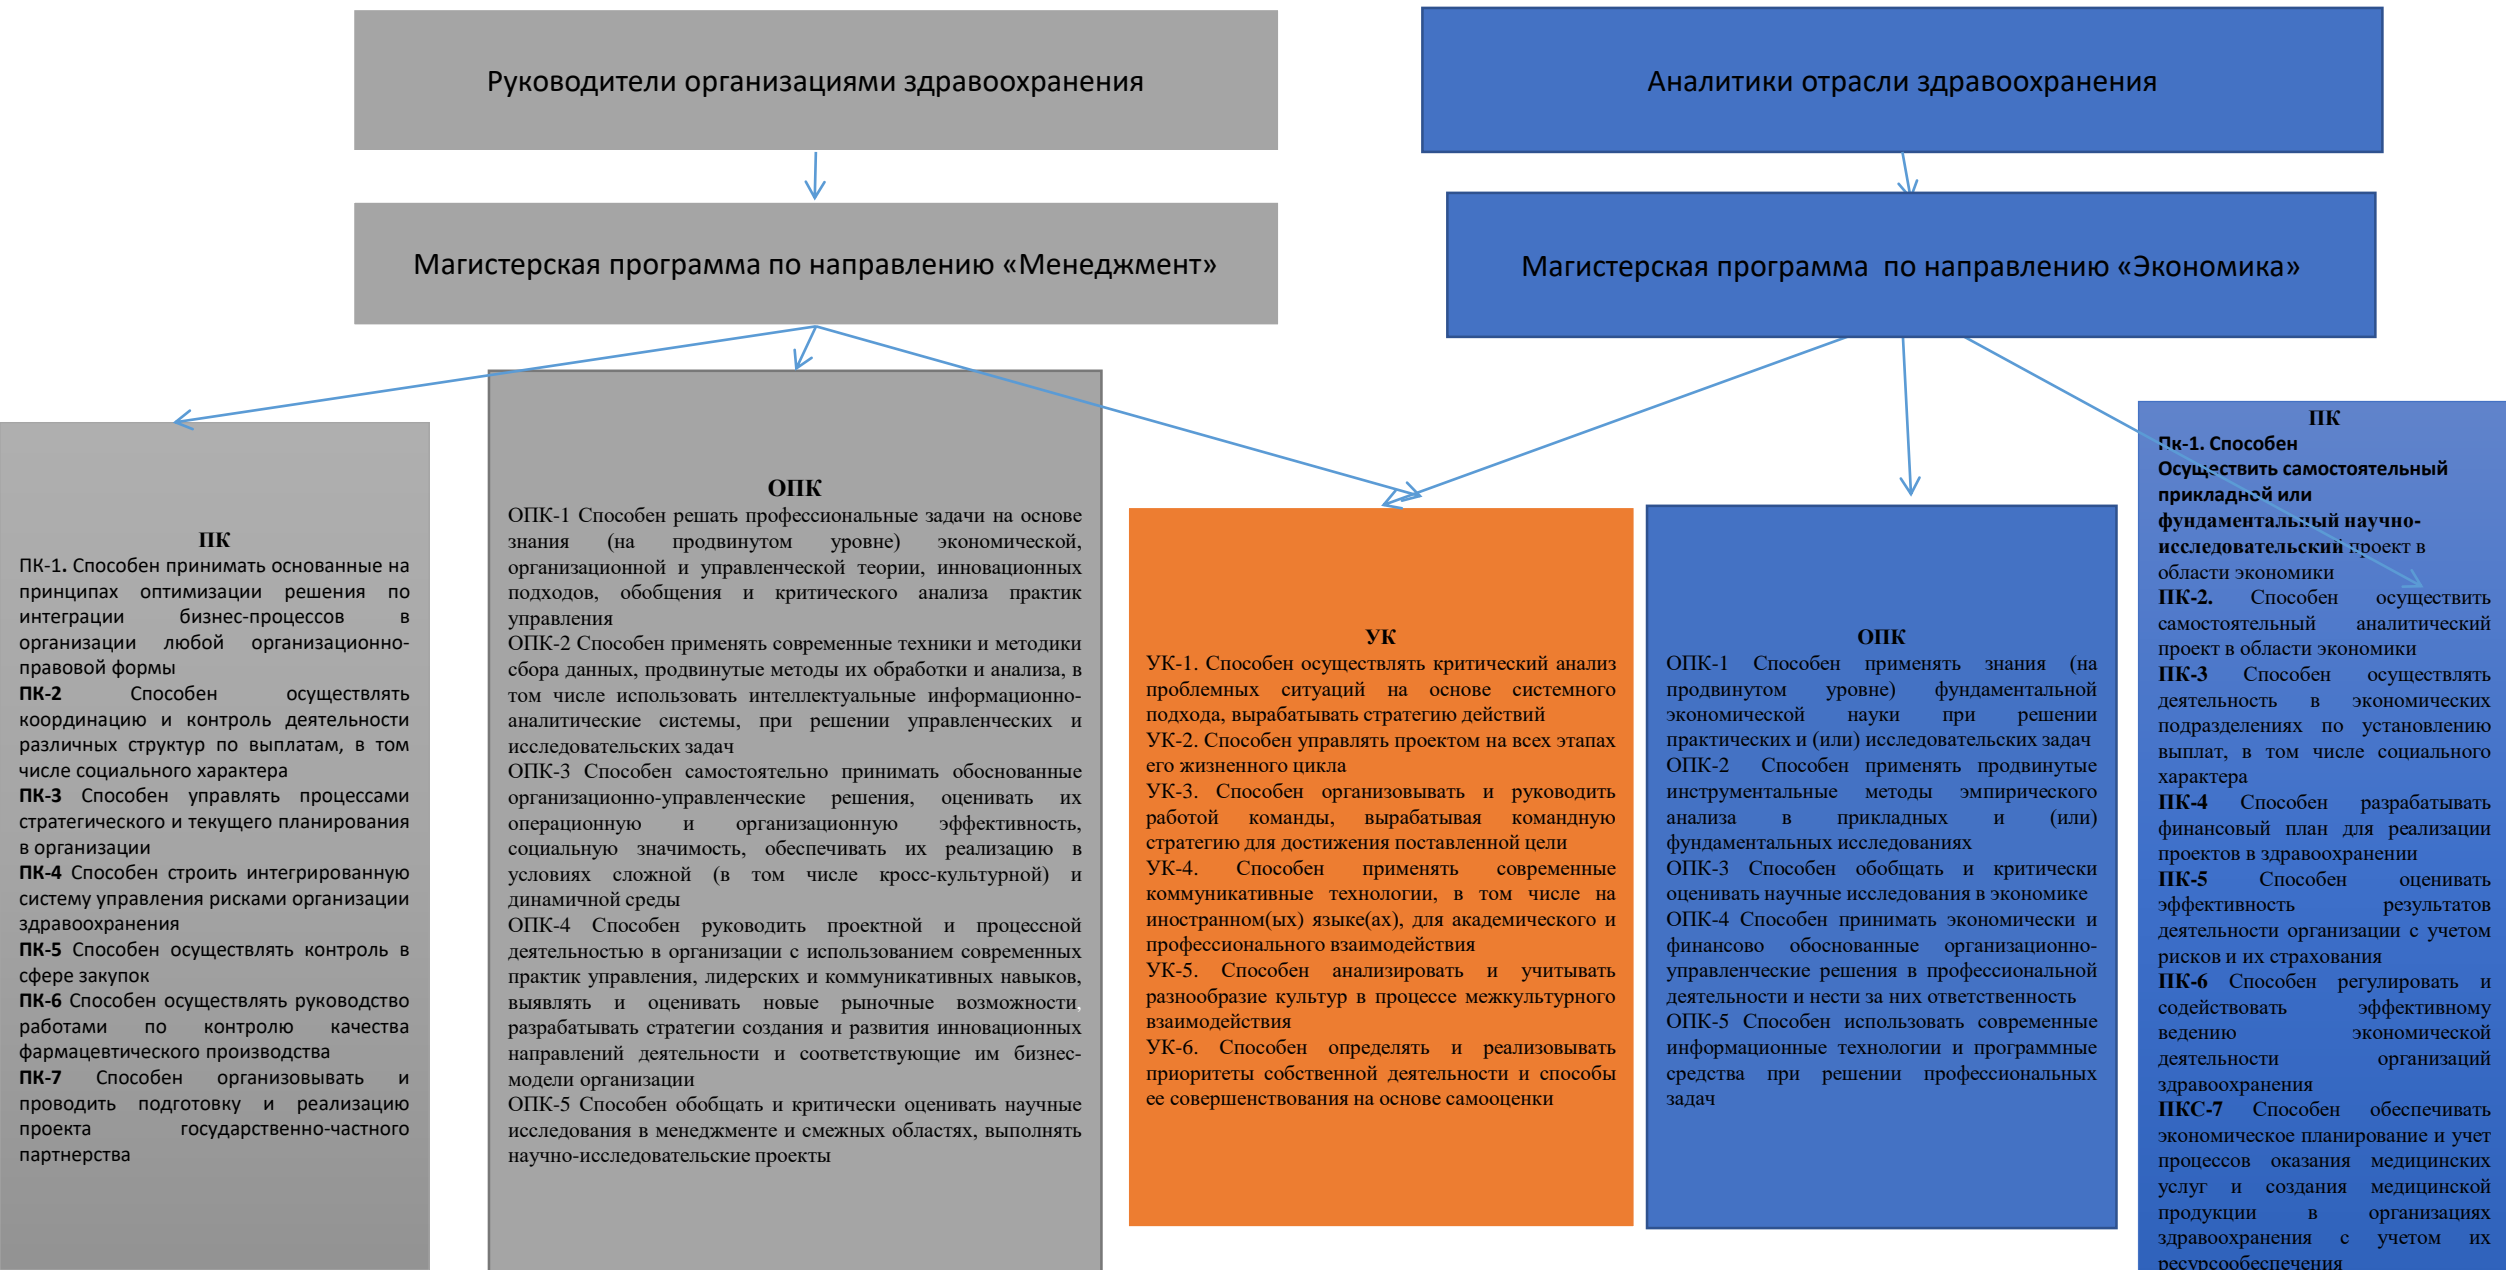 Руководители организациями здравоохранения
Аналитики отрасли здравоохранения
Магистерская программа по направлению «Менеджмент»
Магистерская программа по направлению «Экономика»
ПК
ПК-1. Способен принимать основанные на
принципах оптимизации решения по
интеграции бизнес-процессов в
организации любой организационно-
правовой формы
ПК-2 Способен осуществлять
координацию и контроль деятельности
различных структур по выплатам, в том
числе социального характера
ПК-3 Способен управлять процессами
стратегического и текущего планирования
в организации
ПК-4 Способен строить интегрированную
систему управления рисками организации
здравоохранения
ПК-5 Способен осуществлять контроль в
сфере закупок
ПК-6 Способен осуществлять руководство
работами по контролю качества
фармацевтического производства
ПК-7 Способен организовывать и
проводить подготовку и реализацию
проекта государственно-частного
партнерства
ОПК
ОПК-1 Способен решать профессиональные задачи на основе
знания (на продвинутом уровне) экономической,
организационной и управленческой теории, инновационных
подходов, обобщения и критического анализа практик
управления
ОПК-2 Способен применять современные техники и методики
сбора данных, продвинутые методы их обработки и анализа, в
том числе использовать интеллектуальные информационно-
аналитические системы, при решении управленческих и
исследовательских задач
ОПК-3 Способен самостоятельно принимать обоснованные
организационно-управленческие решения, оценивать их
операционную и организационную эффективность,
социальную значимость, обеспечивать их реализацию в
условиях сложной (в том числе кросс-культурной) и
динамичной среды
ОПК-4 Способен руководить проектной и процессной
деятельностью в организации с использованием современных
практик управления, лидерских и коммуникативных навыков,
выявлять и оценивать новые рыночные возможности,
разрабатывать стратегии создания и развития инновационных
направлений деятельности и соответствующие им бизнес-
модели организации
ОПК-5 Способен обобщать и критически оценивать научные
исследования в менеджменте и смежных областях, выполнять
научно-исследовательские проекты
УК
УК-1. Способен осуществлять критический анализ
проблемных ситуаций на основе системного
подхода, вырабатывать стратегию действий
УК-2. Способен управлять проектом на всех этапах
его жизненного цикла
УК-3. Способен организовывать и руководить
работой команды, вырабатывая командную
стратегию для достижения поставленной цели
УК-4. Способен применять современные
коммуникативные технологии, в том числе на
иностранном(ых) языке(ах), для академического и
профессионального взаимодействия
УК-5. Способен анализировать и учитывать
разнообразие культур в процессе межкультурного
взаимодействия
УК-6. Способен определять и реализовывать
приоритеты собственной деятельности и способы
ее совершенствования на основе самооценки
ОПК
ОПК-1 Способен применять знания (на
продвинутом уровне) фундаментальной
экономической науки при решении
практических и (или) исследовательских задач
ОПК-2 Способен применять продвинутые
инструментальные методы эмпирического
анализа в прикладных и (или)
фундаментальных исследованиях
ОПК-3 Способен обобщать и критически
оценивать научные исследования в экономике
ОПК-4 Способен принимать экономически и
финансово обоснованные организационно-
управленческие решения в профессиональной
деятельности и нести за них ответственность
ОПК-5 Способен использовать современные
информационные технологии и программные
средства при решении профессиональных
задач
ПК
Пк-1. Способен
Осуществить самостоятельный
прикладной или
фундаментальный научно-
исследовательский проект в
области экономики
ПК-2. Способен осуществить
самостоятельный аналитический
проект в области экономики
ПК-3 Способен осуществлять
деятельность в экономических
подразделениях по установлению
выплат, в том числе социального
характера
ПК-4 Способен разрабатывать
финансовый план для реализации
проектов в здравоохранении
ПК-5 Способен оценивать
эффективность результатов
деятельности организации с учетом
рисков и их страхования
ПК-6 Способен регулировать и
содействовать эффективному
ведению экономической
деятельности организаций
здравоохранения
ПКС-7 Способен обеспечивать
экономическое планирование и учет
процессов оказания медицинских
услуг и создания медицинской
продукции в организациях
здравоохранения с учетом их
ресурсообеспечения